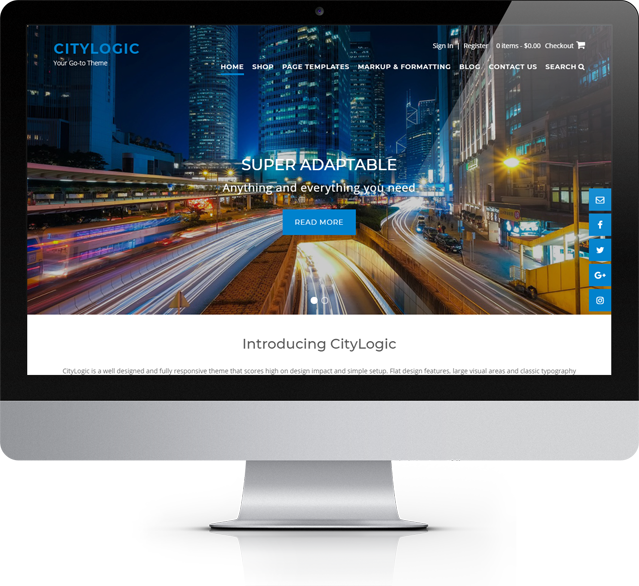 CITYLOGIC
Your Go-to Theme
Sign In | Register 0 items - $0.00 Checkout
HOME SHOP PAGE TEMPLATES MARKUP & FORMATTING BLOG CONTACT US SEARCH
SUPER ADAPTABLE
Anything and everything you need
READ MORE
G+
Introducing CityLogic
CityLogic is a well designed and fully responsive theme that scores high on design impact and simple setup. Flat design features, large visual areas and classic typography